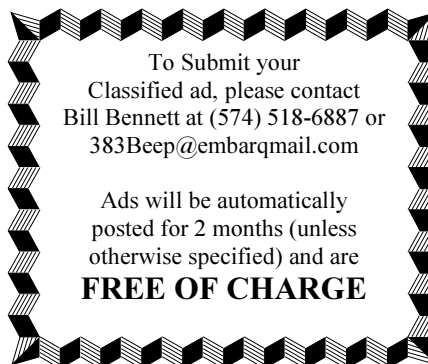 To Submit your
Classified ad, please contact
Bill Bennett at (574) 518-6887 or
383Beep@embarqmail.com
Ads will be automatically
posted for 2 months (unless
otherwise specified) and are
FREE OF CHARGE